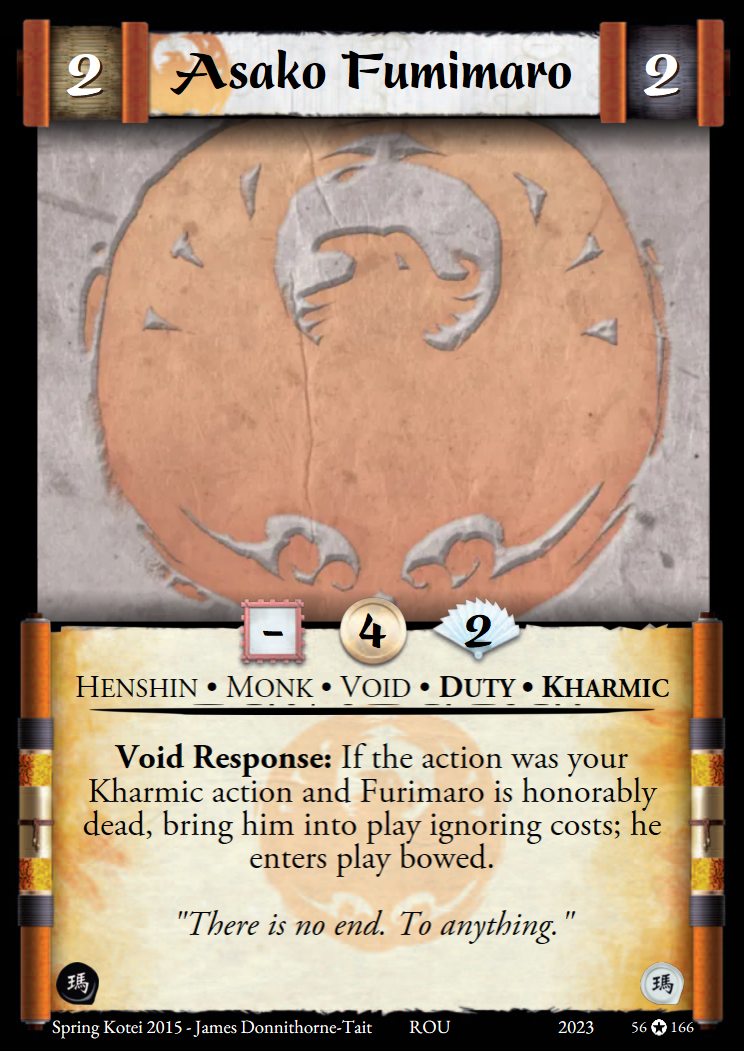 2 Asako Fumimaro 2
- 4 2
HENSHIN • MONK • VOID • DUTY • KHARMIC
Void Response: If the action was your
Kharmic action and Furimaro is honorably
dead, bring him into play ignoring costs; he
enters play bowed.
"There is no end. To anything."
瑪 瑪
Spring Kotei 2015 - James Donnithorne-Tait ROU 2023 56 ✪ 166